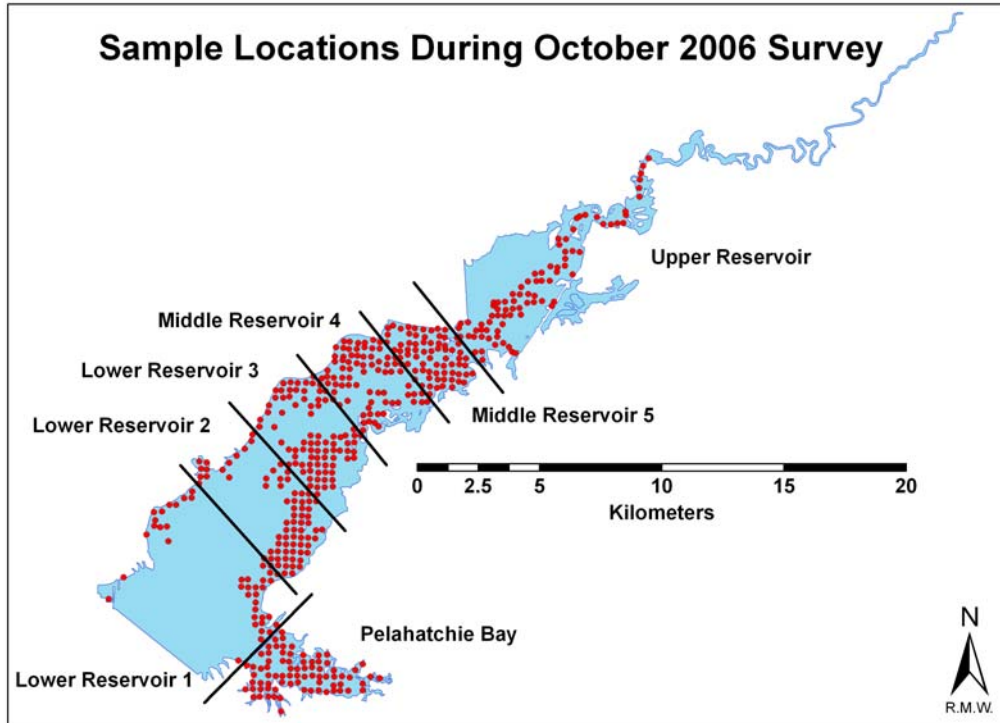 Sample Locations During October 2006 Survey
Upper Reservoir
Middle Reservoir 4
Lower Reservoir 3
Middle Reservoir 5
Lower Reservoir 2
0 2.5 5 10 15 20
Kilometers
Pelahatchie Bay
Lower Reservoir 1
N
R.M.W.